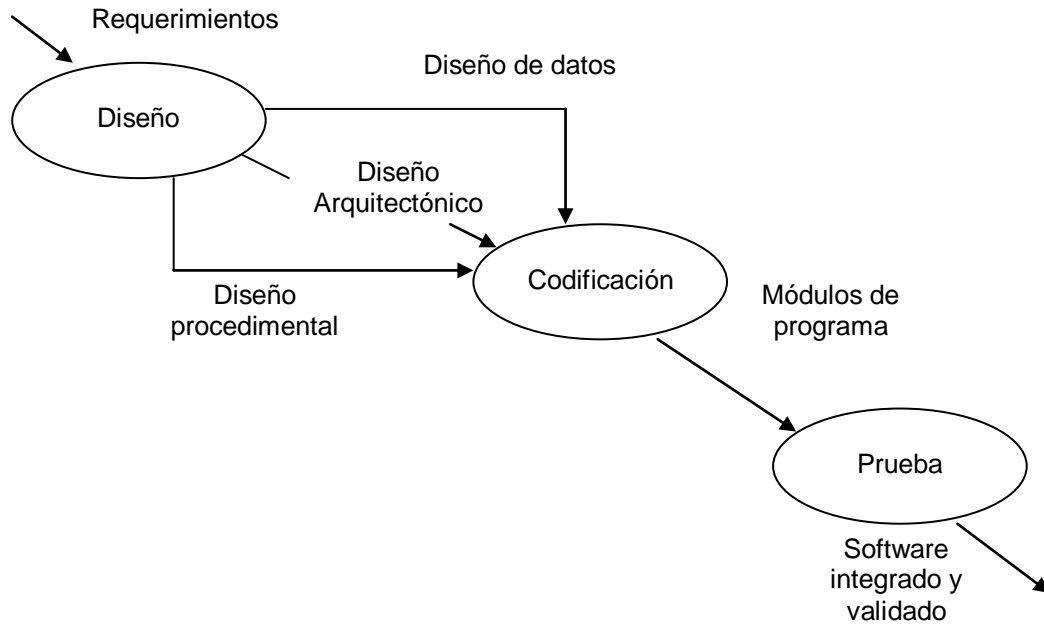 Requerimientos
Diseño de datos
Diseño
Diseño
Arquitectónico
Diseño
procedimental
Codificación
Módulos de
programa
Prueba
Software
integrado y
validado